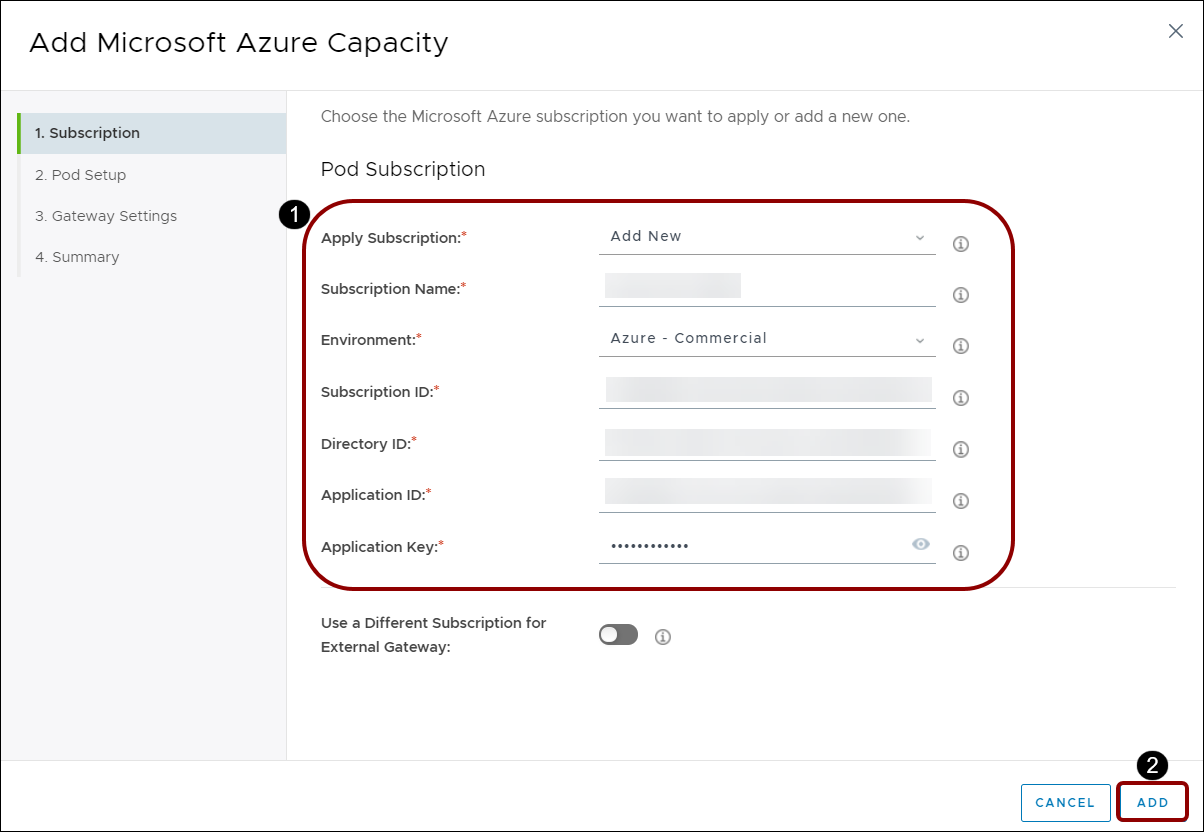 Add Microsoft Azure Capacity
1. Subscription
2. Pod Setup
3. Gateway Settings
4. Summary
Choose the Microsoft Azure subscription you want to apply or add a new one.
Pod Subscription
1
Apply Subscription:* Add New
Subscription Name:*
Environment:* Azure - Commercial
Subscription ID:*
Directory ID:*
Application ID:*
Application Key:* ••••••••••••
Use a Different Subscription for
External Gateway:
2
CANCEL ADD